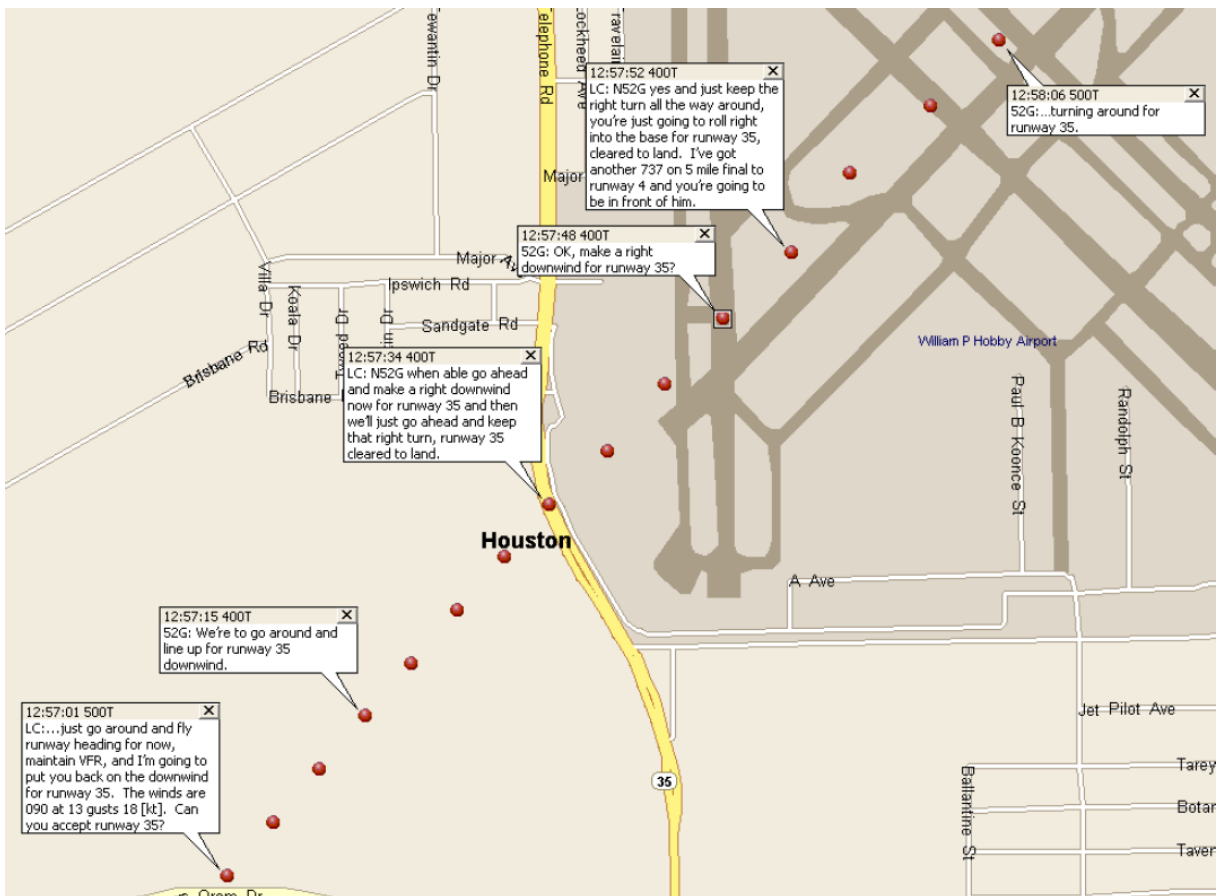 Tewantin Dr
Telephone Rd
Lockheed Ave
Travelair
12:57:52 400T
LC: N52G yes and just keep the
right turn all the way around,
you're just going to roll right
into the base for runway 35,
cleared to land. I've got
another 737 on 5 mile final to
runway 4 and you're going to
be in front of him.
12:58:06 500T
52G:...turning around for
runway 35.
Major
12:57:48 400T
52G: OK, make a right
downwind for runway 35?
Major
Villa Dr
Koala Dr
Ipswich Rd
Sandgate Rd
William P Hobby Airport
Brisbane Rd
Brisbane
12:57:34 400T
LC: N52G when able go ahead
and make a right downwind
now for runway 35 and then
we'll just go ahead and keep
that right turn, runway 35
cleared to land.
Paul B Koonce St
Randolph St
Houston
A Ave
12:57:15 400T
52G: We're to go around and
line up for runway 35
downwind.
12:57:01 500T
LC:...just go around and fly
runway heading for now,
maintain VFR, and I'm going to
put you back on the downwind
for runway 35. The winds are
090 at 13 gusts 18 [kt]. Can
you accept runway 35?
Jet Pilot Ave
35
Ballantine St
Tarey
Botan
Taver
Orem Dr